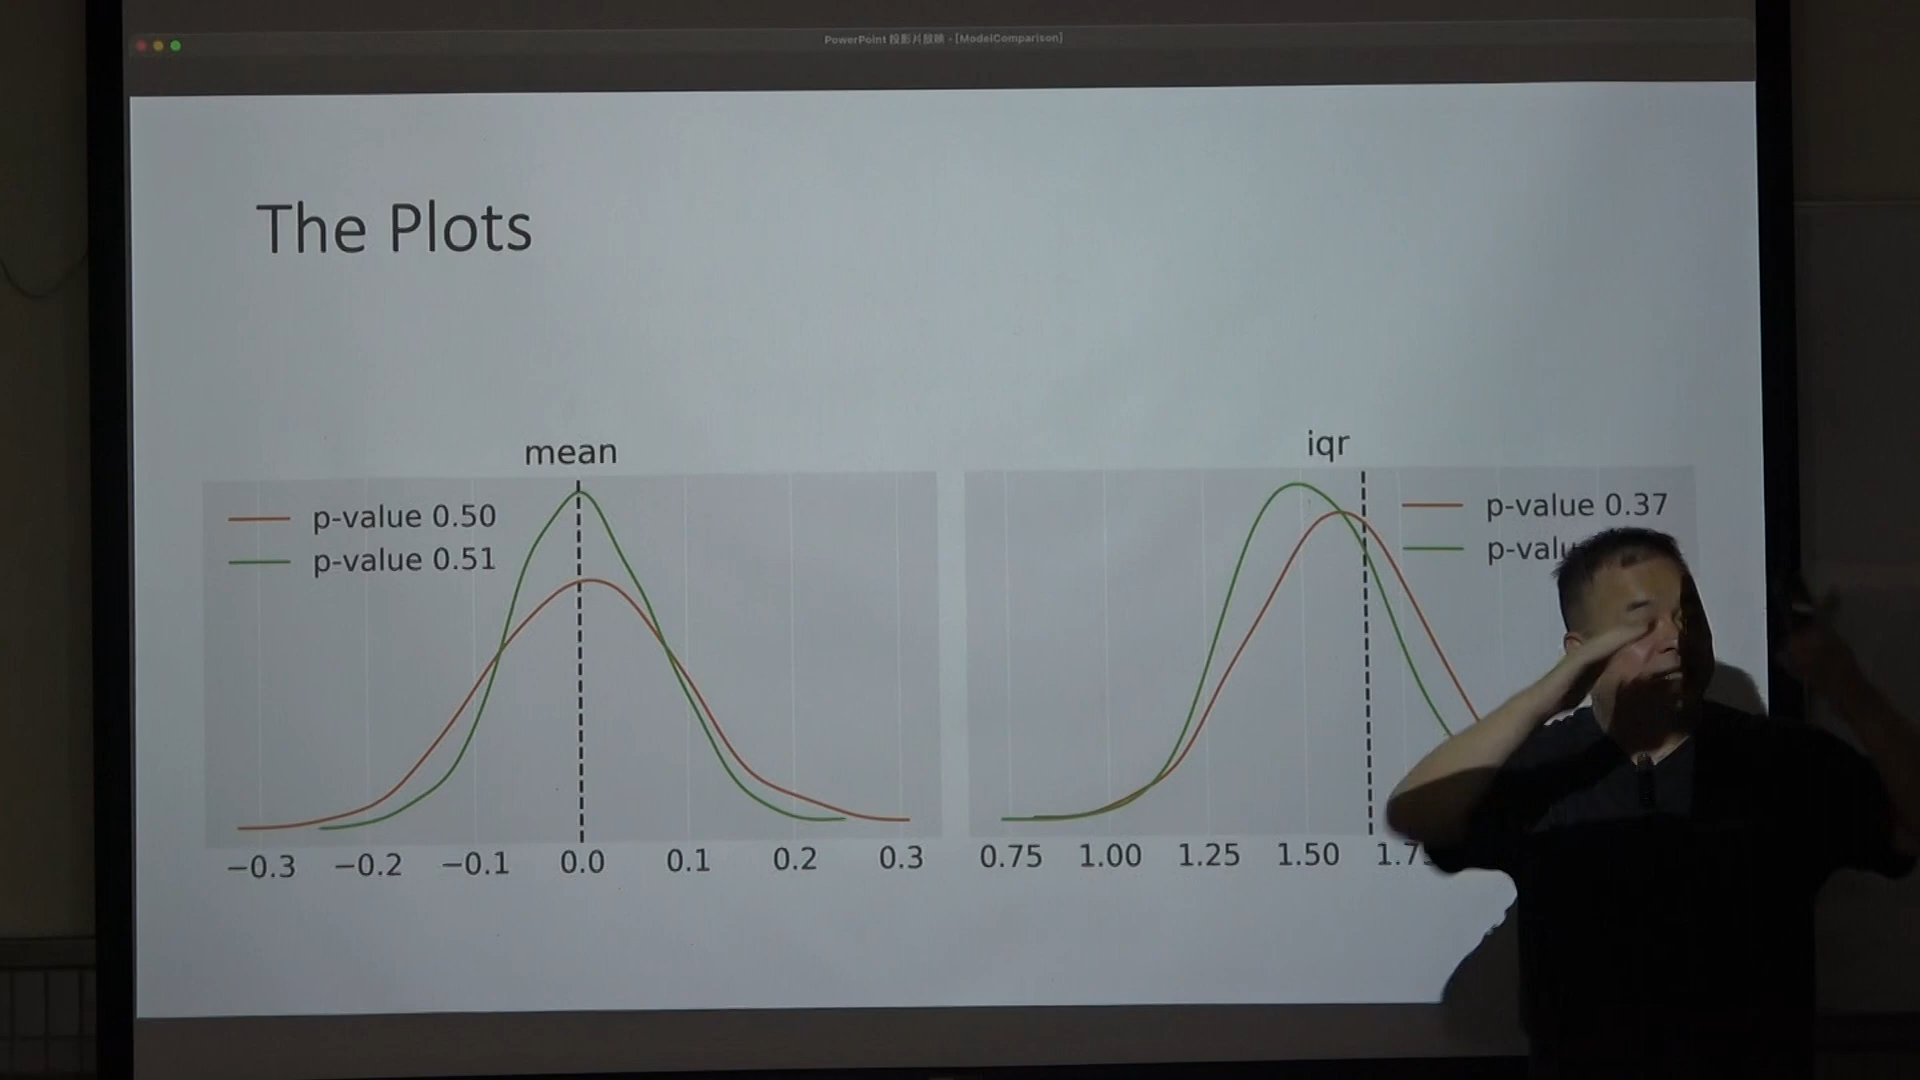 PowerPoint 投影片放映 - [ModelComparison]
The Plots
mean
p-value 0.50
p-value 0.51
−0.3 −0.2 −0.1 0.0 0.1 0.2 0.3
iqr
p-value 0.37
0.75 1.00 1.25 1.50